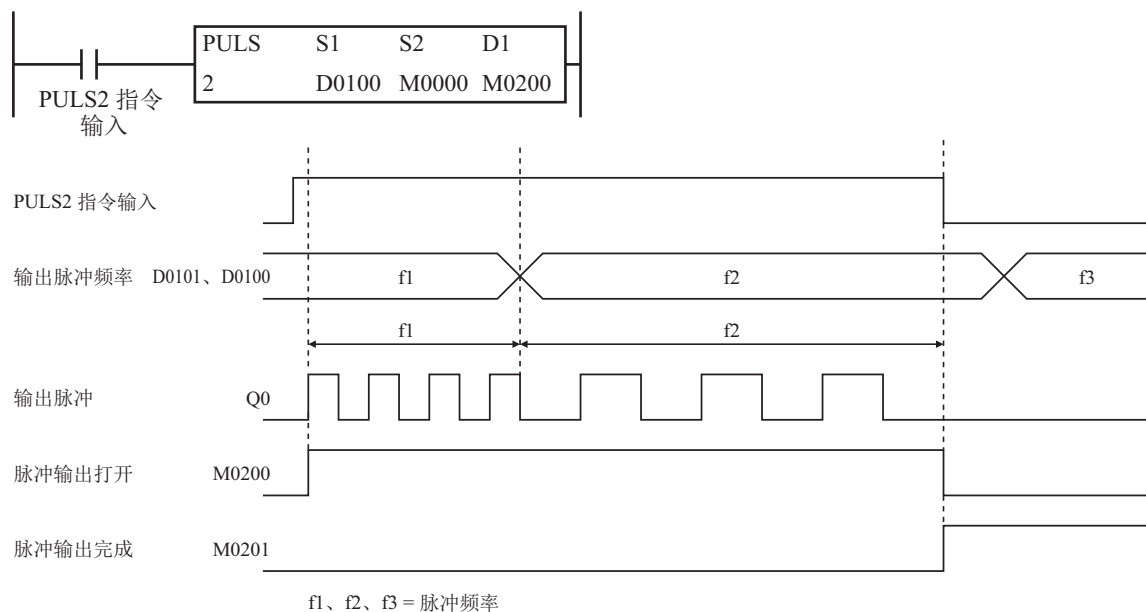 PULS S1 S2 D1
2 D0100 M0000 M0200
PULS2 指令
输入
PULS2 指令输入
输出脉冲频率 D0101、D0100 f1 f2 f3
f1 f2
输出脉冲 Q0
脉冲输出打开 M0200
脉冲输出完成 M0201
f1、f2、f3 = 脉冲频率